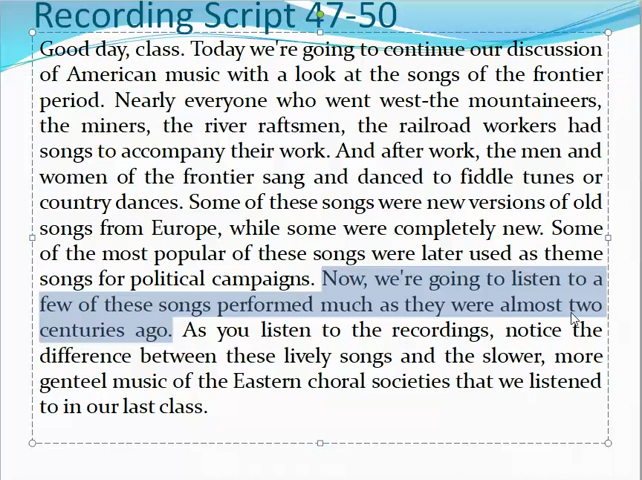 Recording Script 47-50
Good day, class. Today we're going to continue our discussion
of American music with a look at the songs of the frontier
period. Nearly everyone who went west-the mountaineers,
the miners, the river raftsmen, the railroad workers had
songs to accompany their work. And after work, the men and
women of the frontier sang and danced to fiddle tunes or
country dances. Some of these songs were new versions of old
songs from Europe, while some were completely new. Some
of the most popular of these songs were later used as theme
songs for political campaigns. Now, we're going to listen to a
few of these songs performed much as they were almost two
centuries ago. As you listen to the recordings, notice the
difference between these lively songs and the slower, more
genteel music of the Eastern choral societies that we listened
to in our last class.